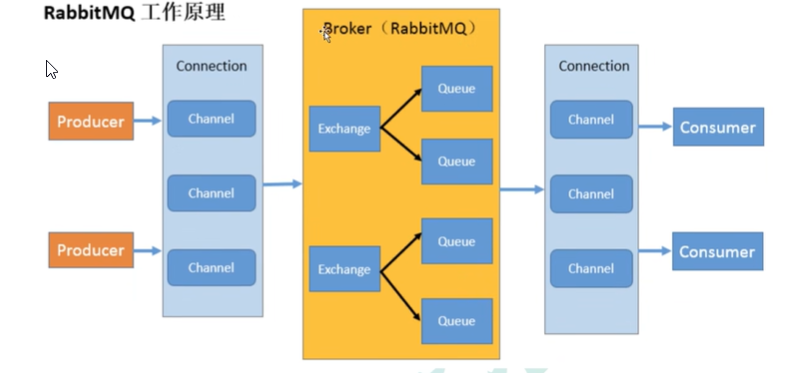 RabbitMQ 工作原理
Broker（RabbitMQ）
Connection
Channel
Channel
Channel
Producer
Producer
Exchange
Queue
Queue
Exchange
Queue
Queue
Connection
Channel
Channel
Channel
Consumer
Consumer